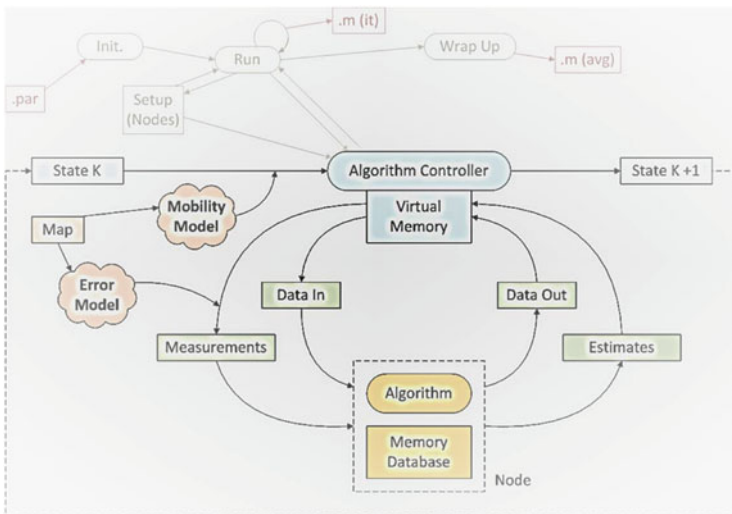 .m (it)
Init.
Run
Wrap Up
.m (avg)
.par
Setup
(Nodes)
State K
Algorithm Controller
State K +1
Mobility
Model
Virtual
Memory
Map
Error
Model
Data In
Data Out
Measurements
Estimates
Algorithm
Memory
Database
Node